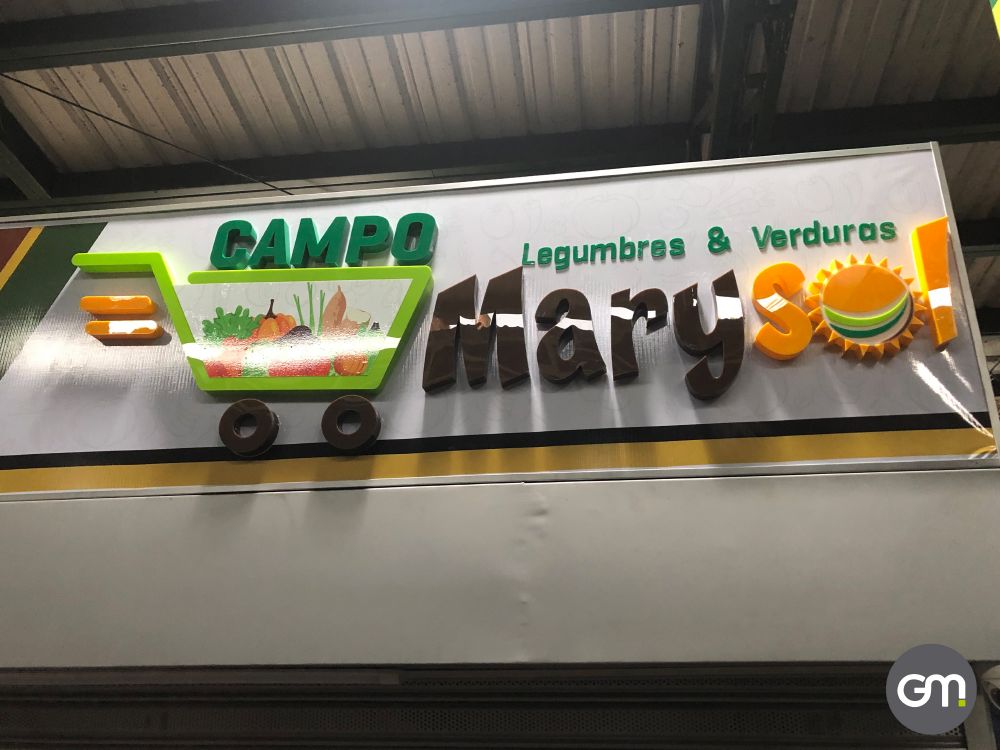 CAMPO
Legumbres & Verduras
Marysol
GM.